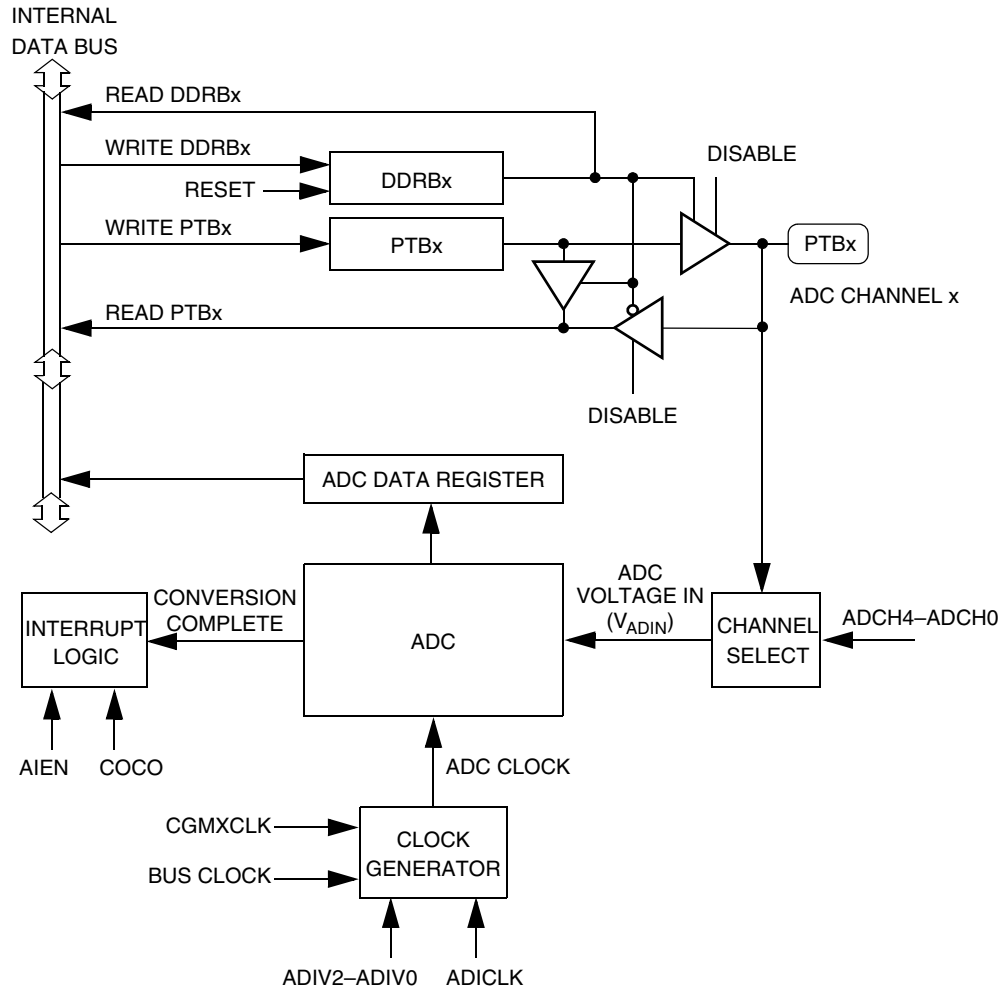 INTERNAL
DATA BUS
READ DDRBx
WRITE DDRBx
DISABLE
DDRBx
RESET
WRITE PTBx
PTBx
PTBx
ADC CHANNEL x
READ PTBx
DISABLE
ADC DATA REGISTER
CONVERSION
COMPLETE
INTERRUPT
LOGIC
ADC
ADC
VOLTAGE IN
(VADIN)
CHANNEL
SELECT
ADCH4–ADCH0
AIEN
COCO
ADC CLOCK
CGMXCLK
BUS CLOCK
CLOCK
GENERATOR
ADIV2–ADIV0
ADICLK